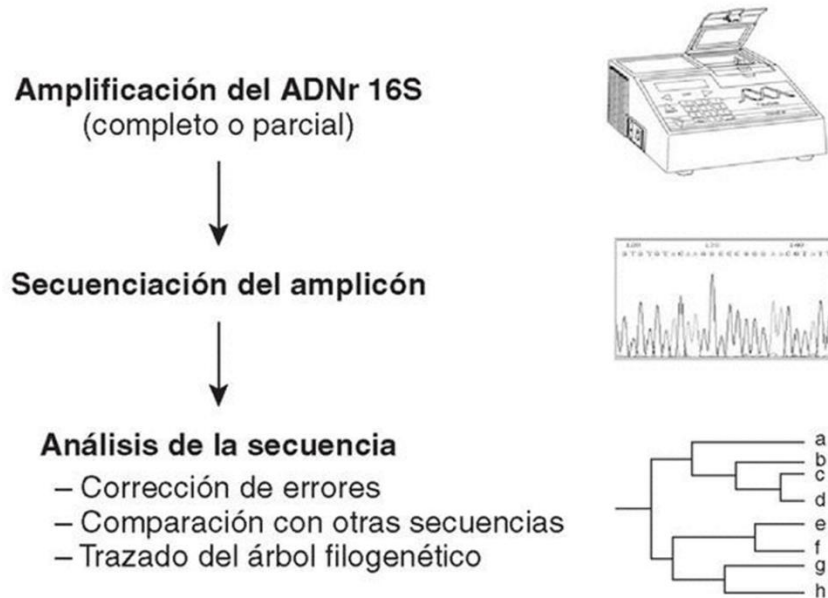 Amplificación del ADNr 16S
(completo o parcial)
Secuenciación del amplicón
Análisis de la secuencia
– Corrección de errores
– Comparación con otras secuencias
– Trazado del árbol filogenético
a
b
c
d
e
f
g
h